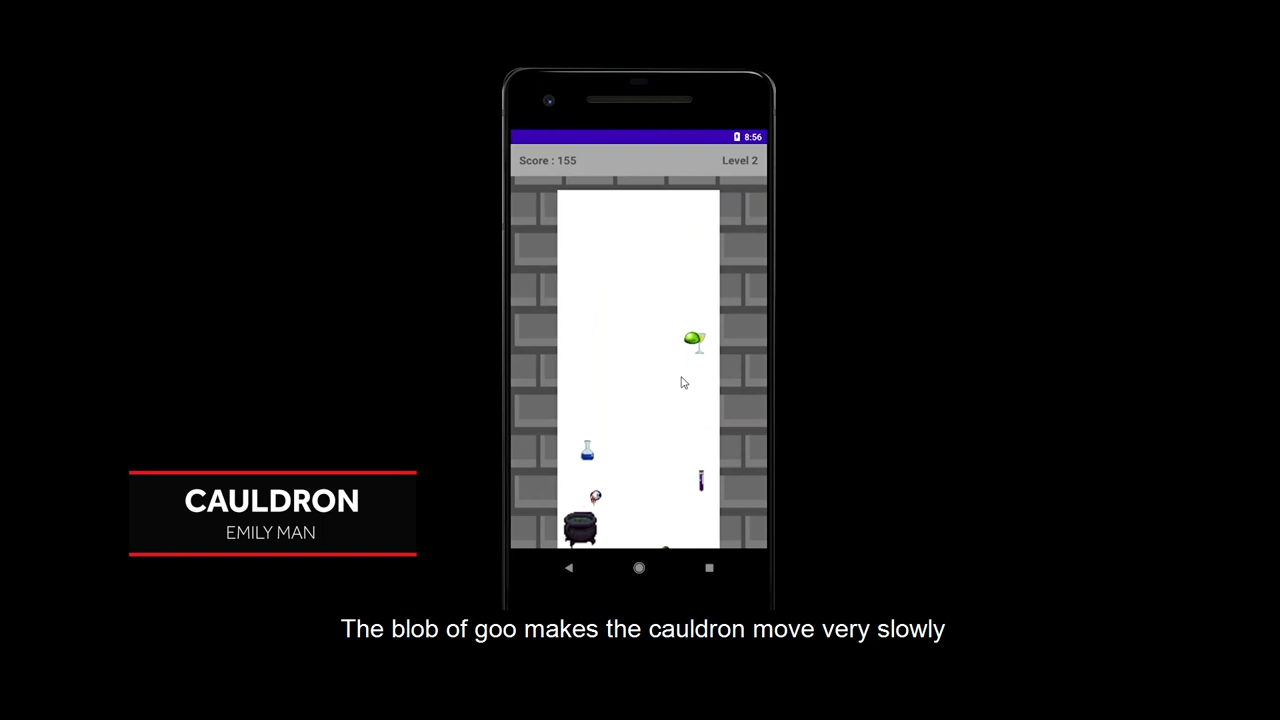 8:56
Score : 155
Level 2
CAULDRON
EMILY MAN
The blob of goo makes the cauldron move very slowly